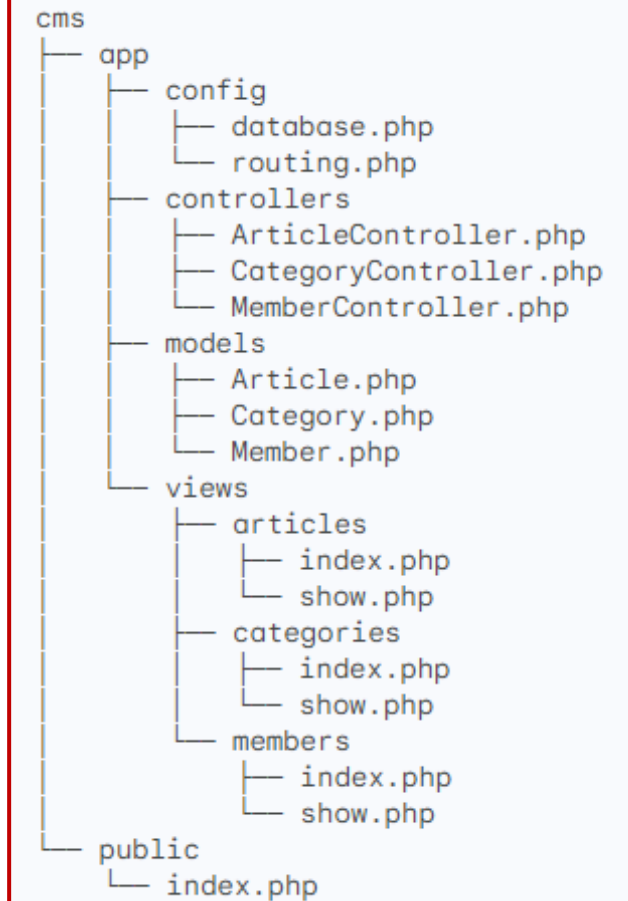 cms
├── app
│   ├── config
│   │   ├── database.php
│   │   └── routing.php
│   ├── controllers
│   │   ├── ArticleController.php
│   │   ├── CategoryController.php
│   │   └── MemberController.php
│   ├── models
│   │   ├── Article.php
│   │   ├── Category.php
│   │   └── Member.php
│   └── views
│       ├── articles
│       │   ├── index.php
│       │   └── show.php
│       ├── categories
│       │   ├── index.php
│       │   └── show.php
│       └── members
│           ├── index.php
│           └── show.php
└── public
    └── index.php